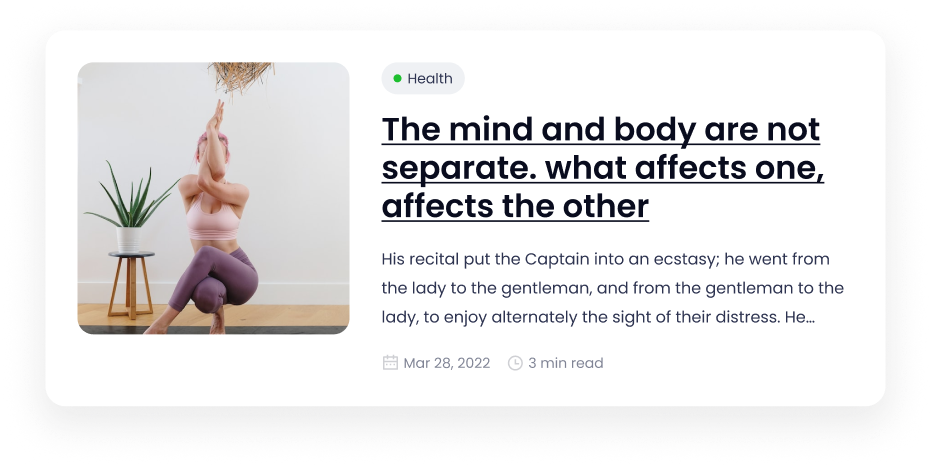 Health
The mind and body are not
separate. what affects one,
affects the other
His recital put the Captain into an ecstasy; he went from
the lady to the gentleman, and from the gentleman to the
lady, to enjoy alternately the sight of their distress. He...
Mar 28, 2022
3 min read